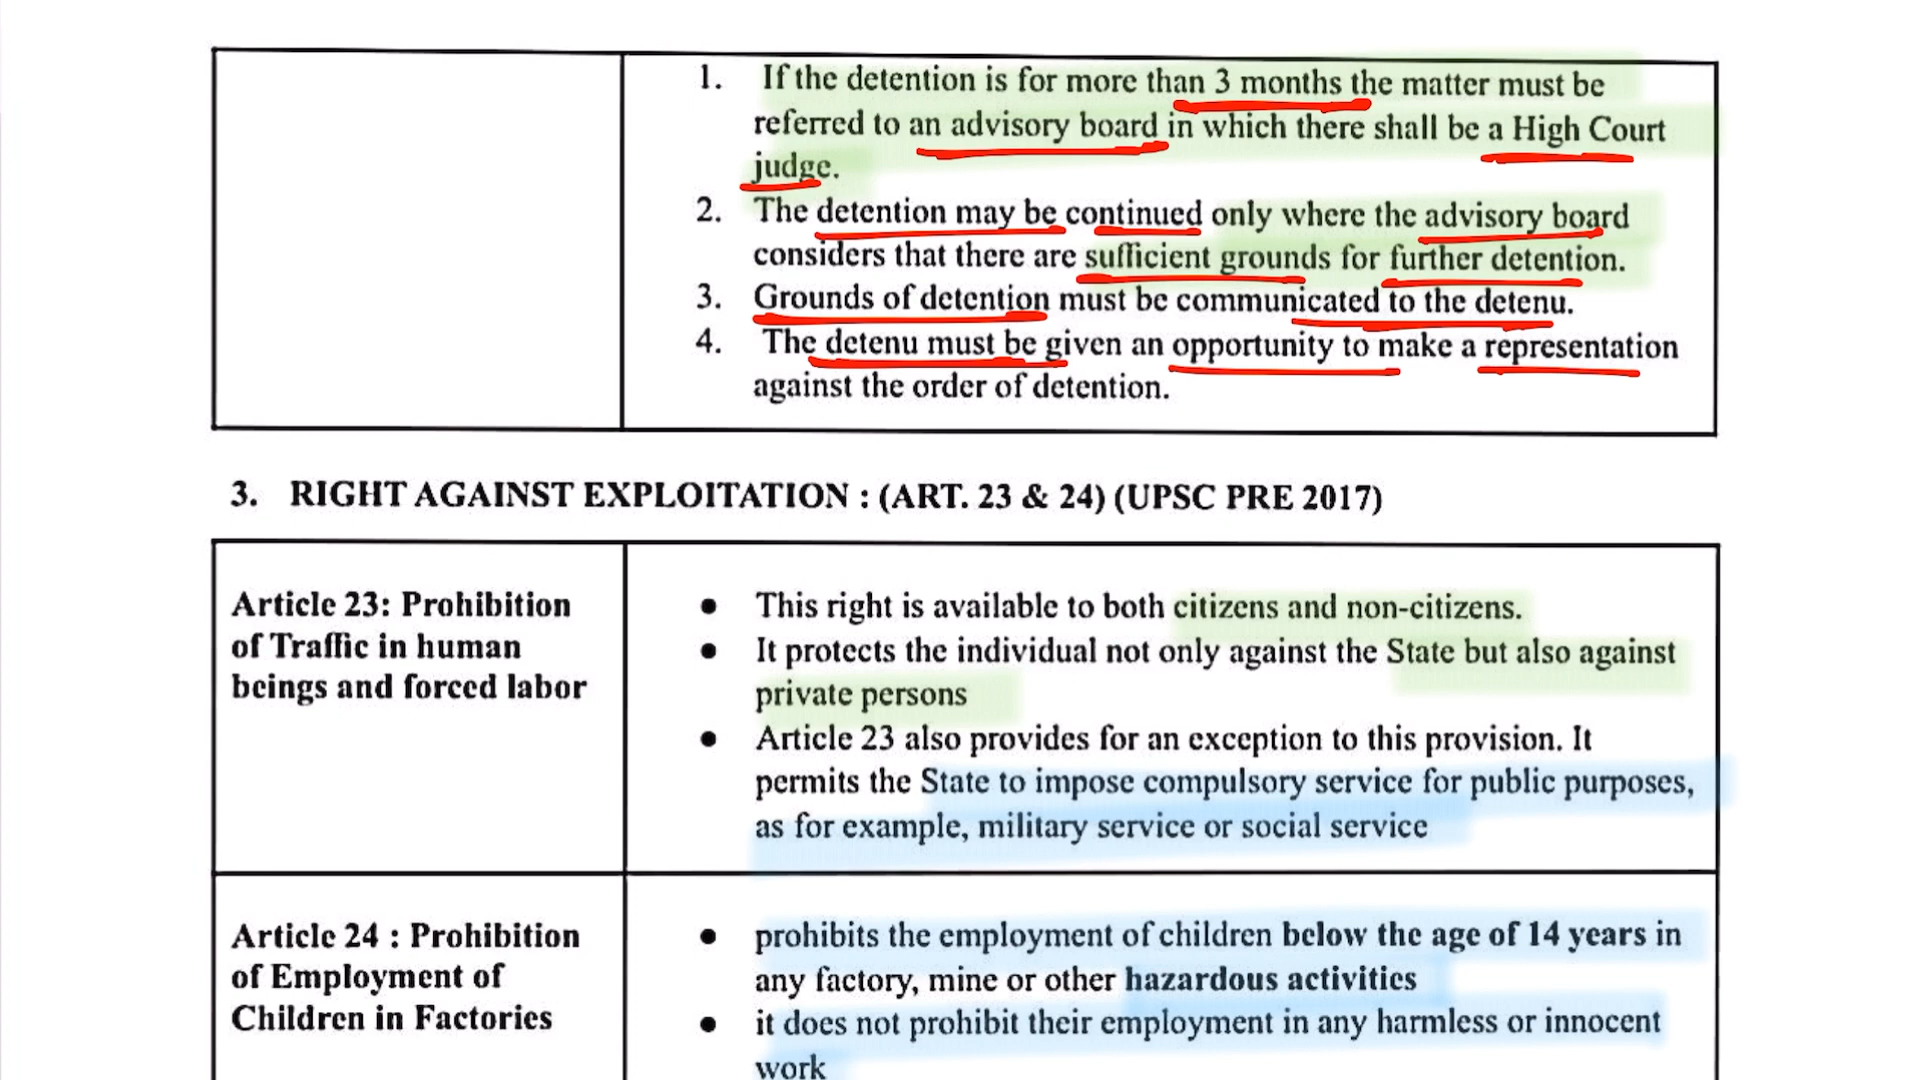 1. If the detention is for more than 3 months the matter must be
referred to an advisory board in which there shall be a High Court
judge.
2. The detention may be continued only where the advisory board
considers that there are sufficient grounds for further detention.
3. Grounds of detention must be communicated to the detenu.
4. The detenu must be given an opportunity to make a representation
against the order of detention.
3. RIGHT AGAINST EXPLOITATION : (ART. 23 & 24) (UPSC PRE 2017)
Article 23: Prohibition
of Traffic in human
beings and forced labor
● This right is available to both citizens and non-citizens.
● It protects the individual not only against the State but also against
private persons
● Article 23 also provides for an exception to this provision. It
permits the State to impose compulsory service for public purposes,
as for example, military service or social service
Article 24 : Prohibition
of Employment of
Children in Factories
● prohibits the employment of children below the age of 14 years in
any factory, mine or other hazardous activities
● it does not prohibit their employment in any harmless or innocent
work